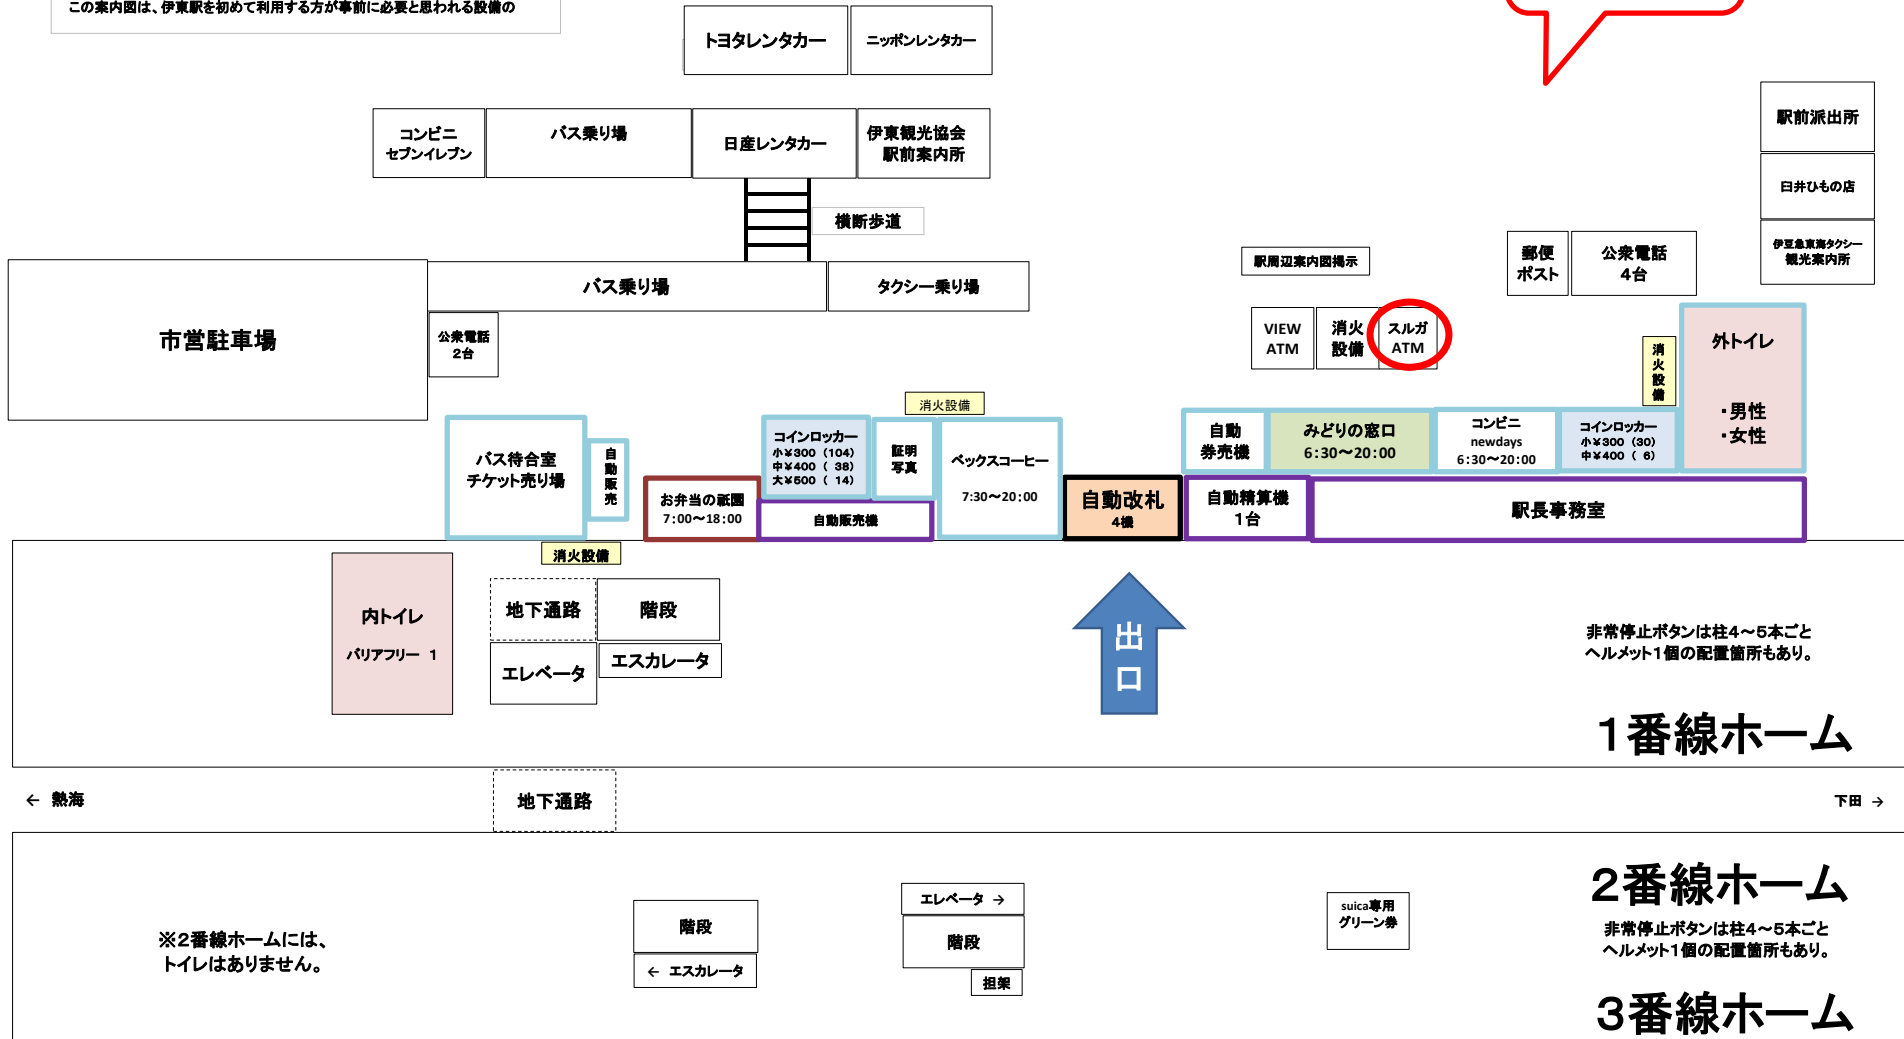 この案内図は、伊東駅を初めて利用する方が事前に必要と思われる設備の
トヨタレンタカー
ニッポンレンタカー
コンビニ
セブンイレブン
バス乗り場
日産レンタカー
伊東観光協会
駅前案内所
駅前派出所
臼井ひもの店
伊豆急東海タクシー
観光案内所
横断歩道
駅周辺案内図掲示
郵便
ポスト
公衆電話
4台
市営駐車場
バス乗り場
タクシー乗り場
公衆電話
2台
VIEW
ATM
消火
設備
スルガ
ATM
消火設備
外トイレ
・男性
・女性
消火設備
バス待合室
チケット売り場
自動販売
お弁当の祇園
7:00～18:00
コインロッカー
小¥300（104）
中¥400（ 38）
大¥500（ 14）
証明
写真
自動販売機
ベックスコーヒー
7:30～20:00
自動改札
4機
自動
券売機
みどりの窓口
6:30～20:00
コンビニ
newdays
6:30～20:00
コインロッカー
小¥300（30）
中¥400（ 6）
自動精算機
1台
駅長事務室
消火設備
内トイレ
バリアフリー 1
地下通路
階段
エレベータ
エスカレータ
出
口
非常停止ボタンは柱4～5本ごと
ヘルメット1個の配置箇所もあり。
1番線ホーム
← 熱海
地下通路
下田 →
※2番線ホームには、
トイレはありません。
階段
← エスカレータ
エレベータ →
階段
担架
suica専用
グリーン券
2番線ホーム
非常停止ボタンは柱4～5本ごと
ヘルメット1個の配置箇所もあり。
3番線ホーム